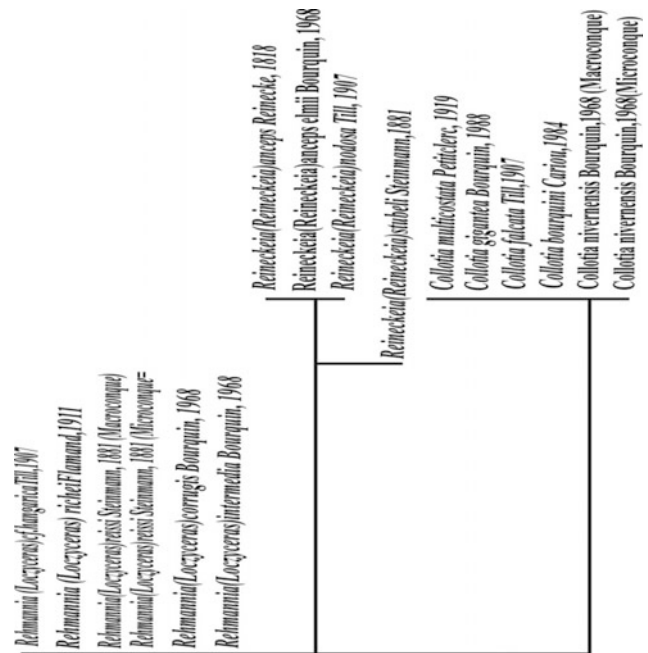 Rehmannia (Loczyceras) cf.hungarica Till,1907
Rehmannia (Loczyceras) richei Flamand,1911
Rehmannia(Loczyceras)reissi Steinmann, 1881 (Macroconque)
Rehmannia(Loczyceras)reissi Steinmann, 1881 (Microconque=
Rehmannia(Loczyceras)corrugis Bourquin, 1968
Rehmannia(Loczyceras)intermedia Bourquin, 1968
Reineckeia(Reineckeia)anceps Reinecke, 1818
Reineckeia(Reineckeia)anceps elmii Bourquin, 1968
Reineckeia(Reineckeia)nodosa Till, 1907
Reineckeia(Reineckeia)stubeli Steinmann,1881
Collotia multicostata Petitclerc, 1919
Collotia gigantea Bourquin, 1988
Collotia falcata Till,1907
Collotia bourquini Cariou,1984
Collotia nivernensis Bourquin,1968 (Macroconque)
Collotia nivernensis Bourquin,1968(Microconque)